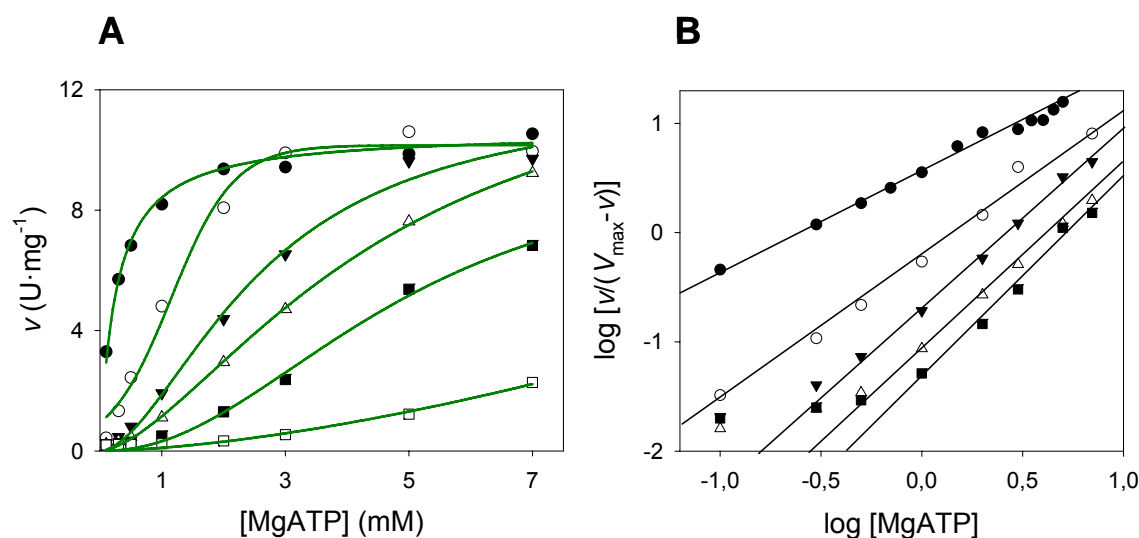 A
B
12
8
4
0
1
3
5
7
v (U·mg⁻¹)
[MgATP] (mM)
1
0
-1
-2
-1,0
-0,5
0,0
0,5
1,0
log [v/( Vmax-v)]
log [MgATP]